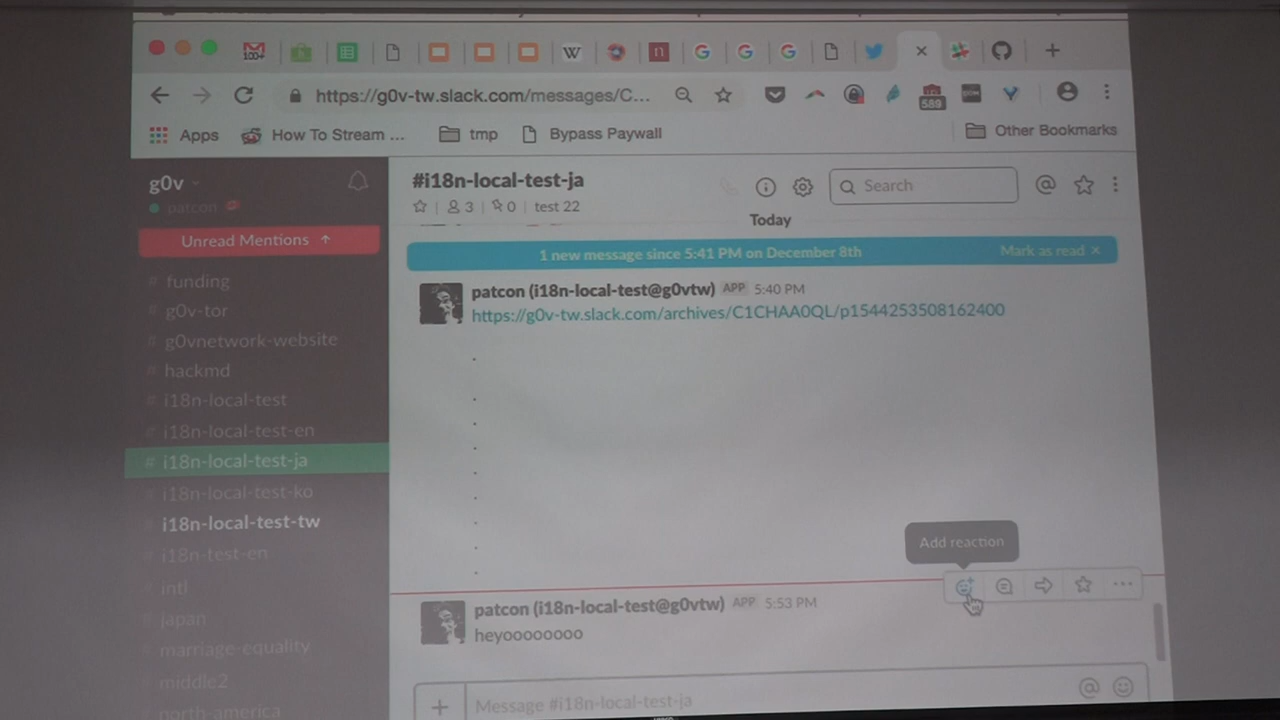 100+
W
n
G
G
G
https://g0v-tw.slack.com/messages/C...
589
Apps
How To Stream ...
tmp
Bypass Paywall
Other Bookmarks
g0v
patcon
Unread Mentions ↑
# funding
# g0v-tor
# g0vnetwork-website
# hackmd
# i18n-local-test
# i18n-local-test-en
# i18n-local-test-ja
# i18n-local-test-ko
i18n-local-test-tw
# i18n-test-en
# intl
# japan
# marriage-equality
# middle2
# north-america
#i18n-local-test-ja
3 | 0 | test 22
Search
Today
1 new message since 5:41 PM on December 8th
Mark as read ×
patcon (i18n-local-test@g0vtw) APP 5:40 PM
https://g0v-tw.slack.com/archives/C1CHAA0QL/p1544253508162400
.
.
.
.
.
.
.
Add reaction
patcon (i18n-local-test@g0vtw) APP 5:53 PM
heyoooooooo
Message #i18n-local-test-ja